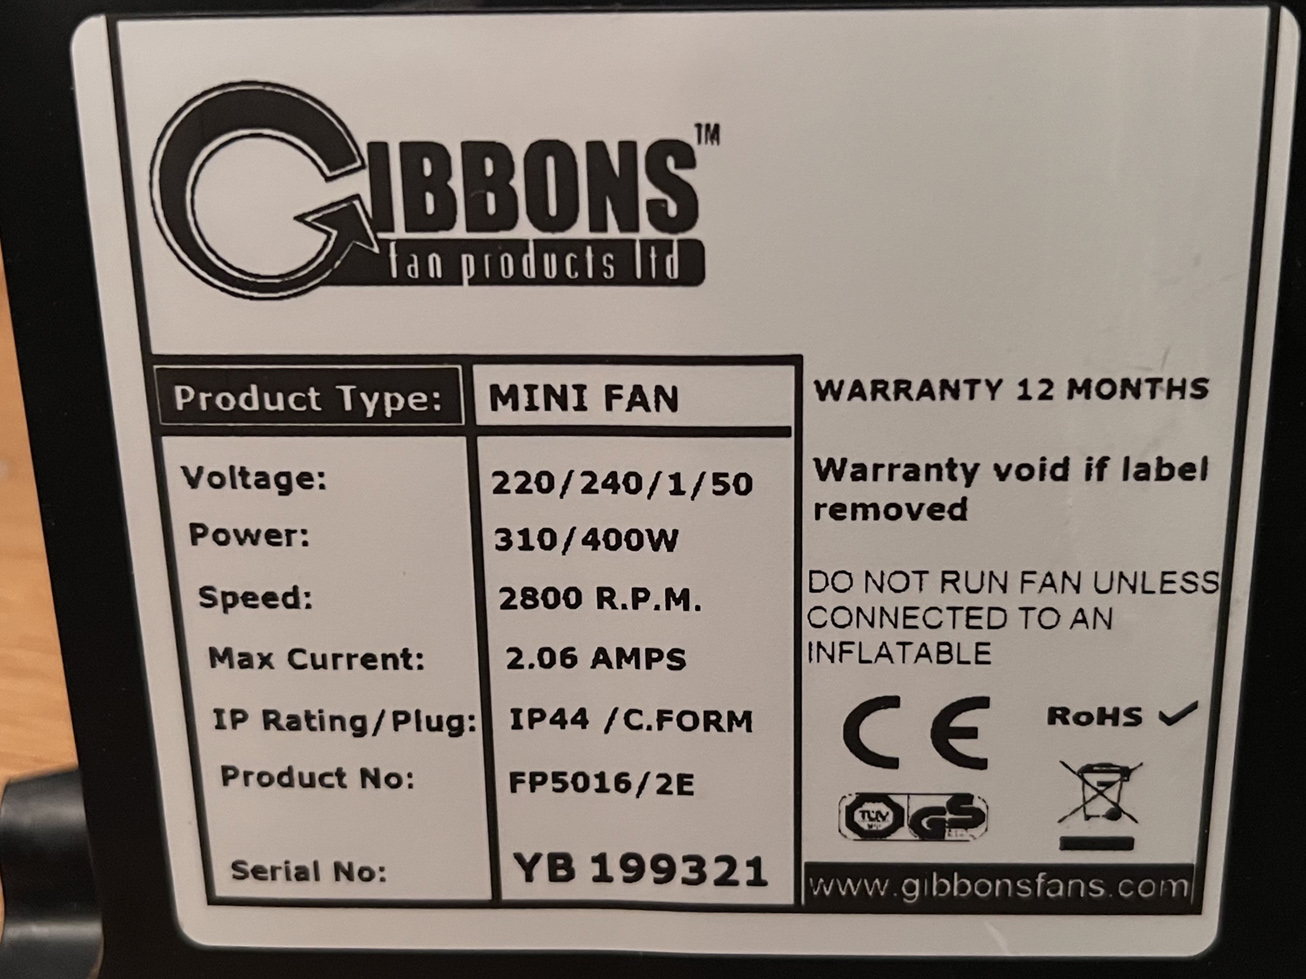 GIBBONS™
fan products ltd
Product Type: MINI FAN
Voltage: 220/240/1/50
Power: 310/400W
Speed: 2800 R.P.M.
Max Current: 2.06 AMPS
IP Rating/Plug: IP44 /C.FORM
Product No: FP5016/2E
Serial No: YB 199321
WARRANTY 12 MONTHS
Warranty void if label
removed
DO NOT RUN FAN UNLESS
CONNECTED TO AN
INFLATABLE
CE
RoHS ✓
TÜV GS
www.gibbonsfans.com